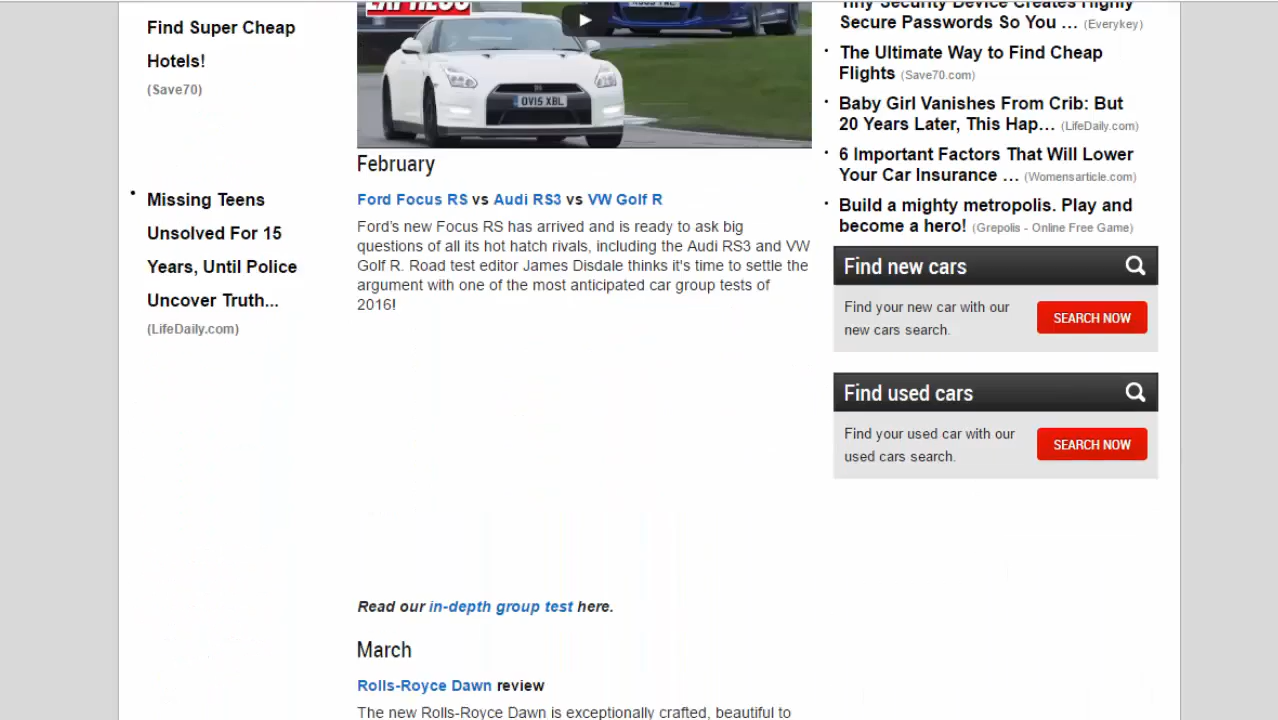 Find Super Cheap
Hotels!
(Save70)
Missing Teens
Unsolved For 15
Years, Until Police
Uncover Truth...
(LifeDaily.com)
EXPRESS
OV15 XBL
February
Ford Focus RS vs Audi RS3 vs VW Golf R
Ford's new Focus RS has arrived and is ready to ask big
questions of all its hot hatch rivals, including the Audi RS3 and VW
Golf R. Road test editor James Disdale thinks it's time to settle the
argument with one of the most anticipated car group tests of
2016!
Read our in-depth group test here.
March
Rolls-Royce Dawn review
The new Rolls-Royce Dawn is exceptionally crafted, beautiful to
Tiny Security Device Creates Highly
Secure Passwords So You ... (Everykey)
The Ultimate Way to Find Cheap
Flights (Save70.com)
Baby Girl Vanishes From Crib: But
20 Years Later, This Hap... (LifeDaily.com)
6 Important Factors That Will Lower
Your Car Insurance ... (Womensarticle.com)
Build a mighty metropolis. Play and
become a hero! (Grepolis - Online Free Game)
Find new cars
Find your new car with our
new cars search.
SEARCH NOW
Find used cars
Find your used car with our
used cars search.
SEARCH NOW